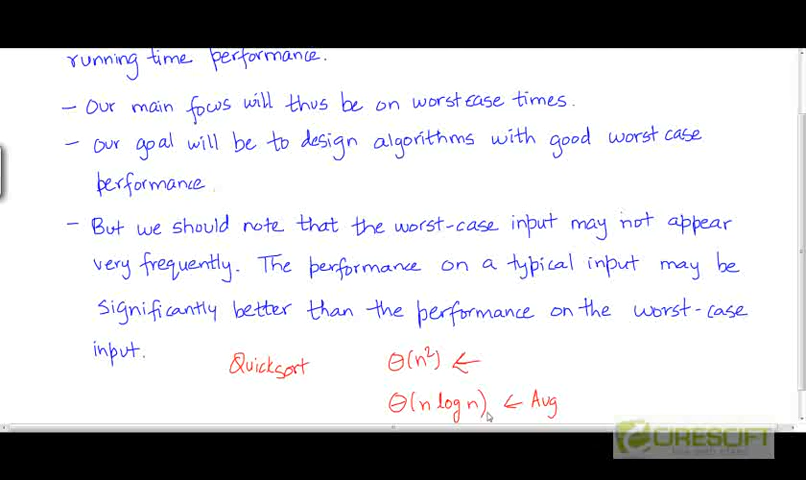 running time performance.
- Our main focus will thus be on worst case times.
- Our goal will be to design algorithms with good worst case
performance.
- But we should note that the worst-case input may not appear
very frequently. The performance on a typical input may be
significantly better than the performance on the worst-case
input.
Quicksort Θ(n²) ←
Θ(n log n) ← Avg
CIRESCIFT